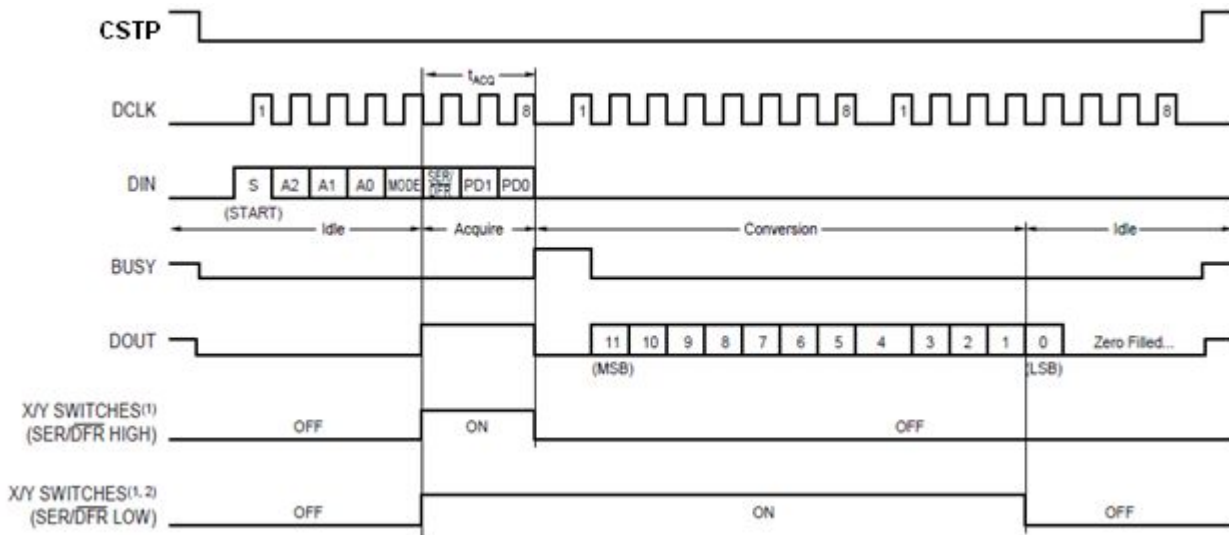 CSTP
t_ACQ
DCLK 1 8 1 8 1 8
DIN S A2 A1 A0 MODE SER/DFR PD1 PD0
(START)
Idle Acquire Conversion Idle
BUSY
DOUT 11 10 9 8 7 6 5 4 3 2 1 0 Zero Filled...
(MSB) (LSB)
X/Y SWITCHES(1)
(SER/DFR HIGH) OFF ON OFF
X/Y SWITCHES(1, 2)
(SER/DFR LOW) OFF ON OFF